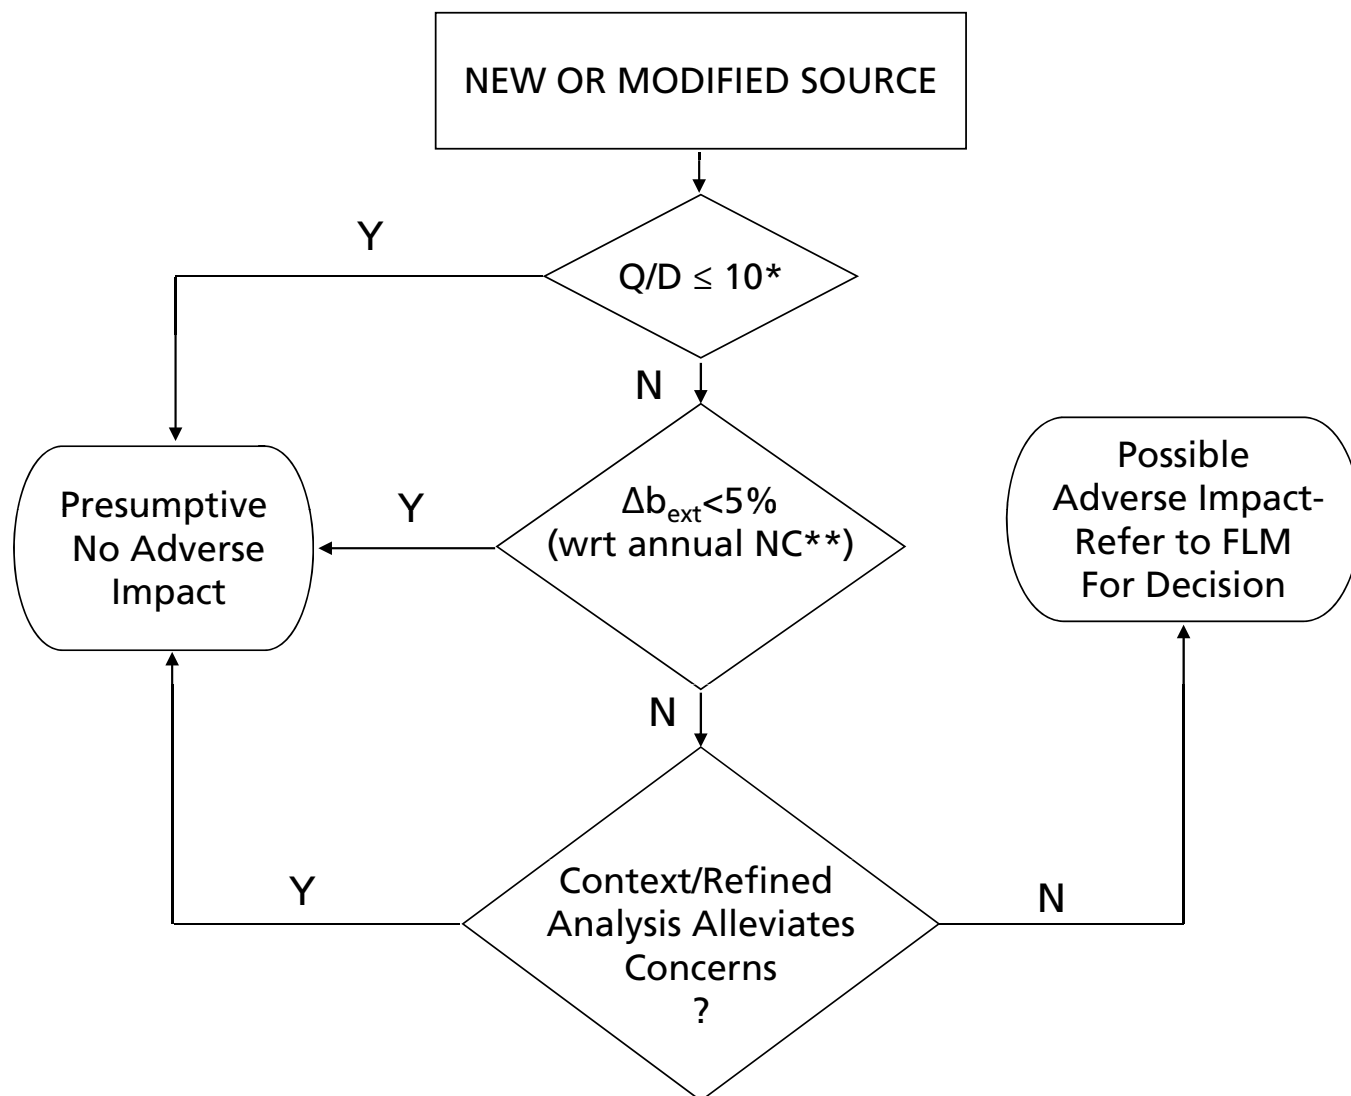 NEW OR MODIFIED SOURCE
Y
Q/D ≤ 10*
N
Presumptive
No Adverse
Impact
Y
Δb_ext<5%
(wrt annual NC**)
Possible
Adverse Impact-
Refer to FLM
For Decision
N
Y
Context/Refined
Analysis Alleviates
Concerns
?
N